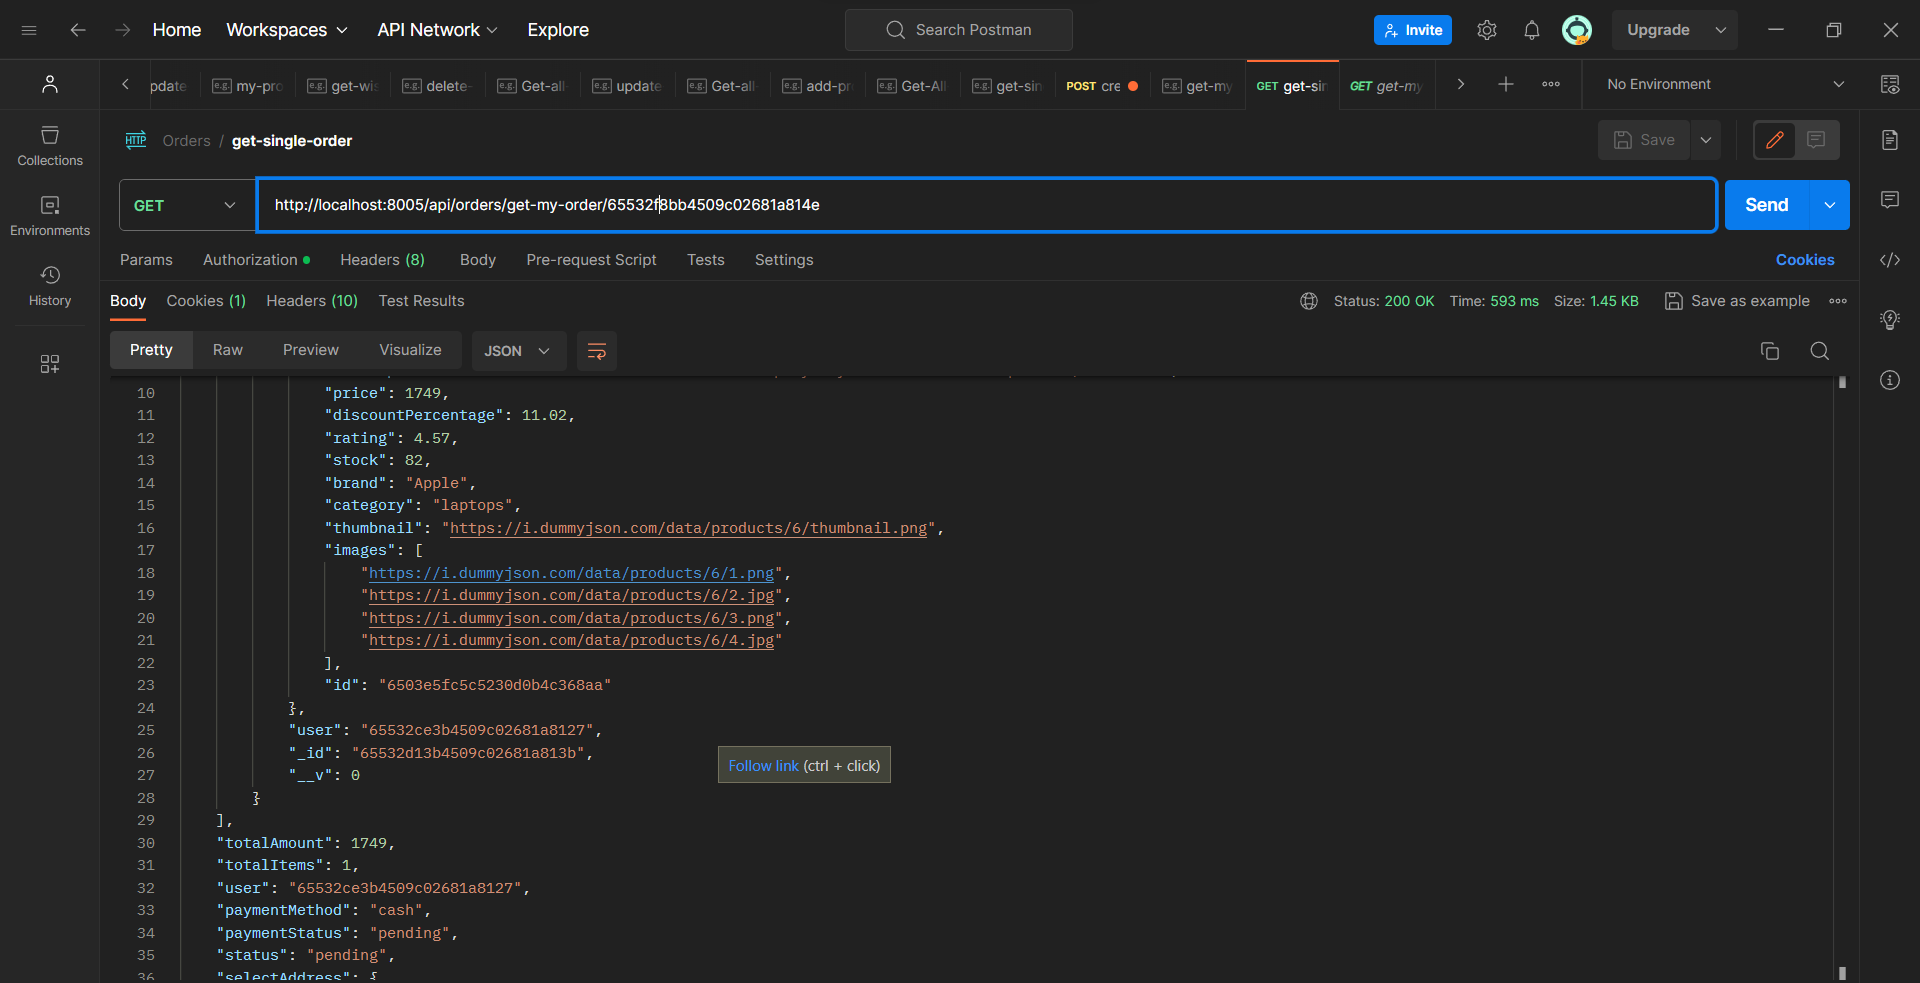 Home Workspaces API Network Explore Search Postman Invite Upgrade
pdate e.g. my-pro e.g. get-wis e.g. delete- e.g. Get-all e.g. update e.g. Get-all e.g. add-pr e.g. Get-All e.g. get-sin POST cre e.g. get-my GET get-sin GET get-my No Environment
HTTP Orders / get-single-order Save
Collections
GET http://localhost:8005/api/orders/get-my-order/65532f8bb4509c02681a814e Send
Environments
Params Authorization Headers (8) Body Pre-request Script Tests Settings Cookies
History
Body Cookies (1) Headers (10) Test Results Status: 200 OK Time: 593 ms Size: 1.45 KB Save as example
Pretty Raw Preview Visualize JSON
10 "price": 1749,
11 "discountPercentage": 11.02,
12 "rating": 4.57,
13 "stock": 82,
14 "brand": "Apple",
15 "category": "laptops",
16 "thumbnail": "https://i.dummyjson.com/data/products/6/thumbnail.png",
17 "images": [
18 "https://i.dummyjson.com/data/products/6/1.png",
19 "https://i.dummyjson.com/data/products/6/2.jpg",
20 "https://i.dummyjson.com/data/products/6/3.png",
21 "https://i.dummyjson.com/data/products/6/4.jpg"
22 ],
23 "id": "6503e5fc5c5230d0b4c368aa"
24 },
25 "user": "65532ce3b4509c02681a8127",
26 "_id": "65532d13b4509c02681a813b",
Follow link (ctrl + click)
27 "__v": 0
28 }
29 ],
30 "totalAmount": 1749,
31 "totalItems": 1,
32 "user": "65532ce3b4509c02681a8127",
33 "paymentMethod": "cash",
34 "paymentStatus": "pending",
35 "status": "pending",
36 "selectAddress": {